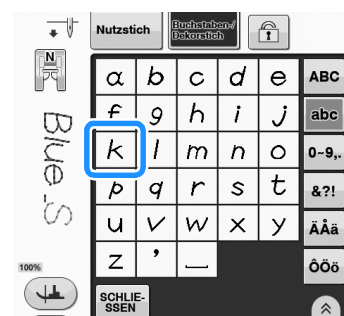 Nutzstich
Buchstaben-/
Dekorstich
N
a b c d e ABC
f g h i j abc
k l m n o 0~9,.
p q r s t &?!
u v w x y ÄÅä
z ’ _ ÔÖö
Blue.S
100%
SCHLIE-
SSEN